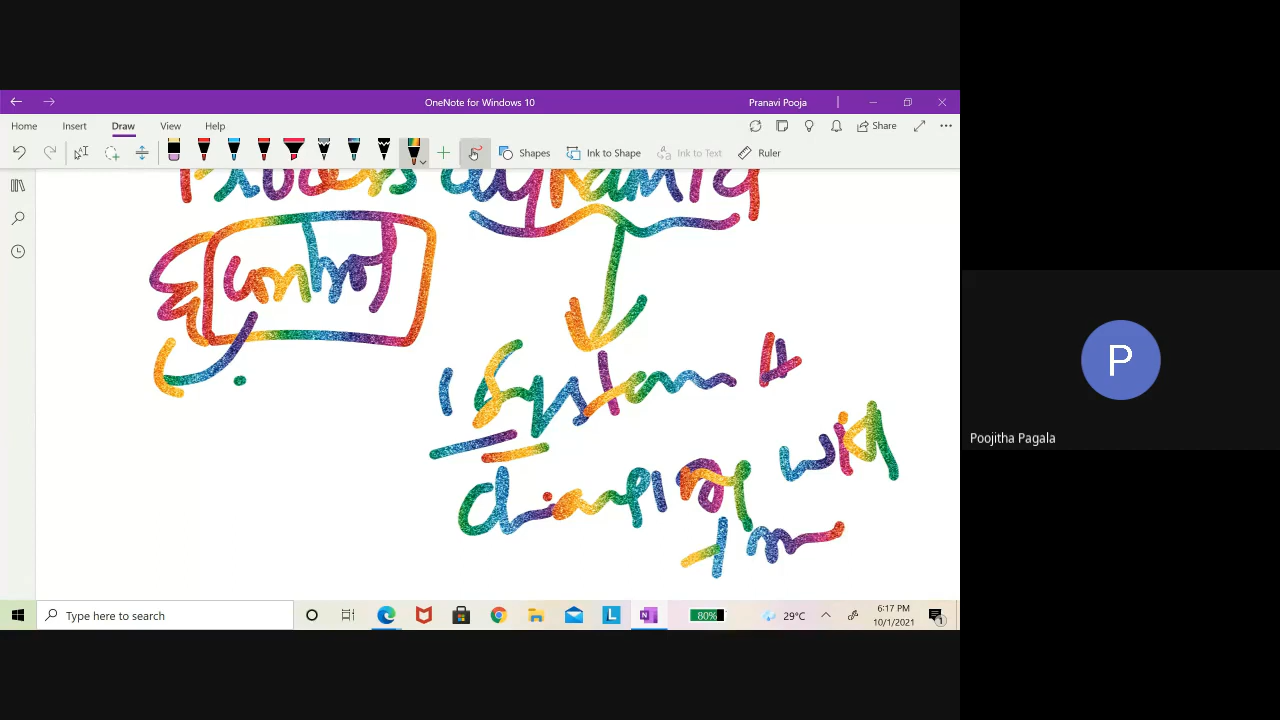 OneNote for Windows 10
Pranavi Pooja
Home Insert Draw View Help
Share
Shapes Ink to Shape Ink to Text Ruler
Process dynamics
& Control
System is
changing with
time
P
Poojitha Pagala
Type here to search
80%
29°C
6:17 PM
10/1/2021
1